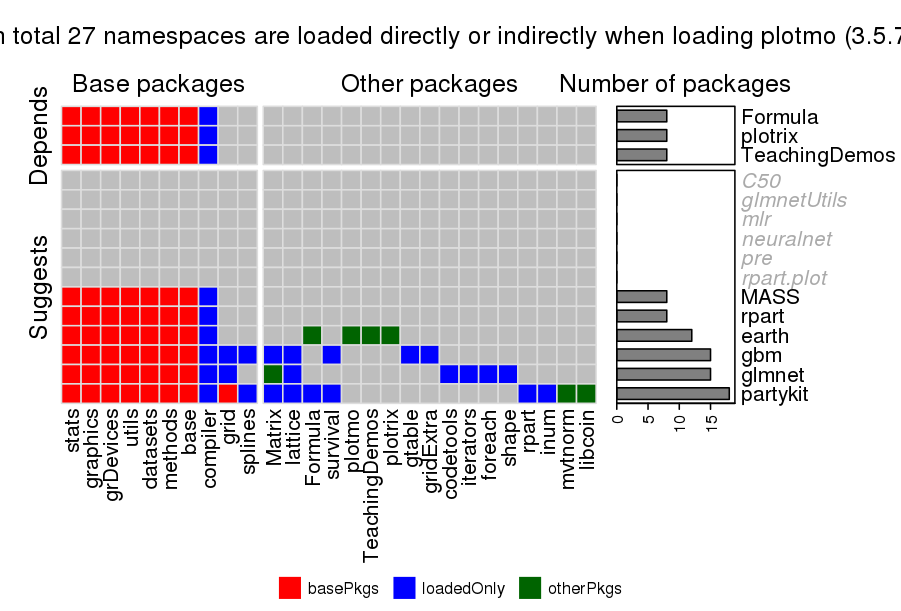 total 27 namespaces are loaded directly or indirectly when loading plotmo (3.5.7
Base packages
Other packages
Number of packages
Depends
Suggests
Formula
plotrix
TeachingDemos
C50
glmnetUtils
mlr
neuralnet
pre
rpart.plot
MASS
rpart
earth
gbm
glmnet
partykit
0
5
10
15
stats
graphics
grDevices
utils
datasets
methods
base
compiler
grid
splines
Matrix
lattice
Formula
survival
plotmo
TeachingDemos
plotrix
gtable
gridExtra
codetools
iterators
foreach
shape
rpart
inum
mvtnorm
libcoin
basePkgs
loadedOnly
otherPkgs